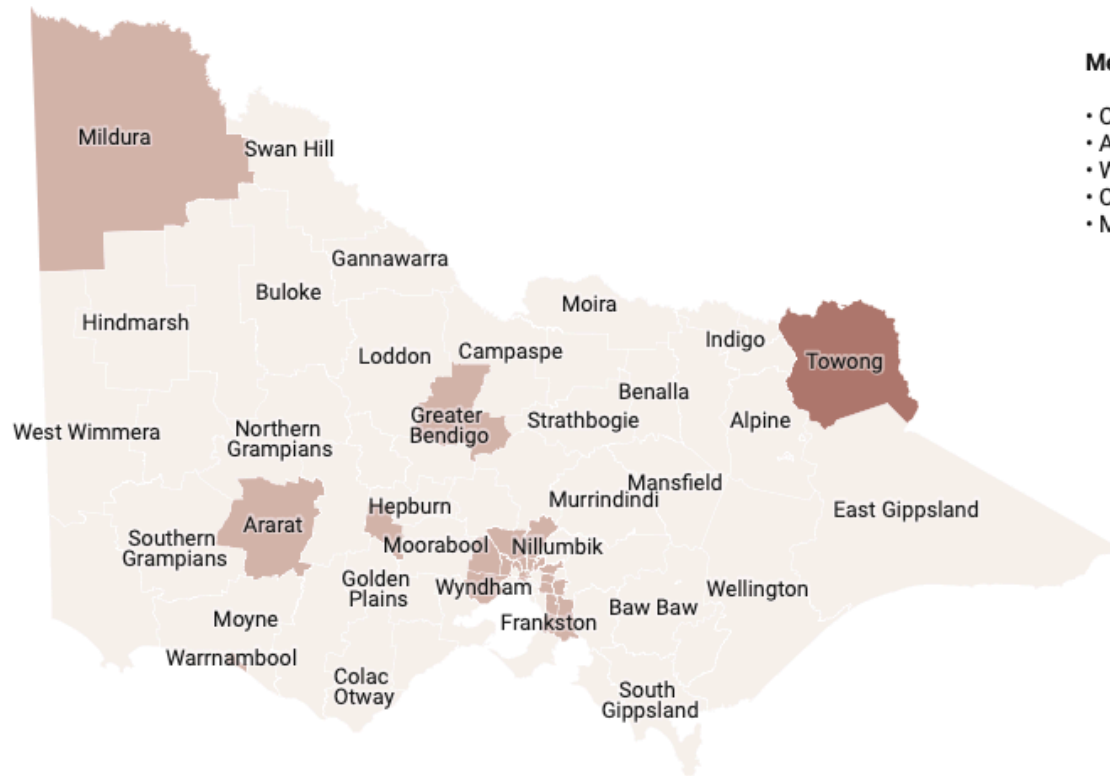 Mildura
Swan Hill
Gannawarra
Buloke
Moira
Hindmarsh
Indigo
Loddon
Campaspe
Towong
Benalla
Greater
Bendigo
Strathbogie
Alpine
West Wimmera
Northern
Grampians
Mansfield
Murrindindi
Hepburn
East Gippsland
Ararat
Southern
Grampians
Moorabool
Nillumbik
Golden
Plains
Wyndham
Wellington
Baw Baw
Moyne
Frankston
Warrnambool
Colac
Otway
South
Gippsland